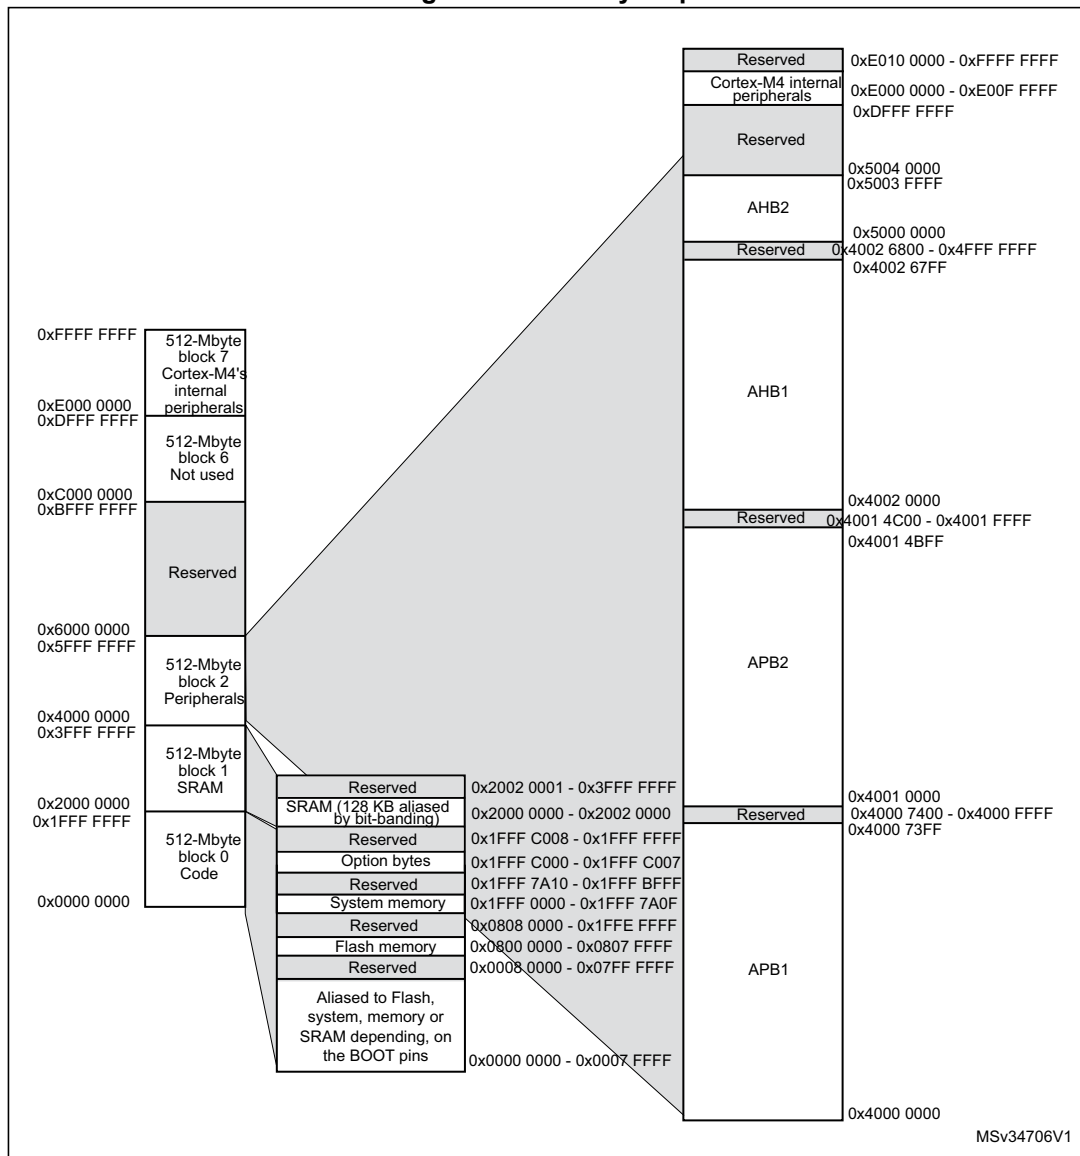 0xFFFF FFFF
512-Mbyte
block 7
Cortex-M4's
internal
peripherals
0xE000 0000
0xDFFF FFFF
512-Mbyte
block 6
Not used
0xC000 0000
0xBFFF FFFF
Reserved
0x6000 0000
0x5FFF FFFF
512-Mbyte
block 2
Peripherals
0x4000 0000
0x3FFF FFFF
512-Mbyte
block 1
SRAM
0x2000 0000
0x1FFF FFFF
512-Mbyte
block 0
Code
0x0000 0000
Reserved 0x2002 0001 - 0x3FFF FFFF
SRAM (128 KB aliased
by bit-banding)
0x2000 0000 - 0x2002 0000
Reserved 0x1FFF C008 - 0x1FFF FFFF
Option bytes 0x1FFF C000 - 0x1FFF C007
Reserved 0x1FFF 7A10 - 0x1FFF BFFF
System memory 0x1FFF 0000 - 0x1FFF 7A0F
Reserved 0x0808 0000 - 0x1FFE FFFF
Flash memory 0x0800 0000 - 0x0807 FFFF
Reserved 0x0008 0000 - 0x07FF FFFF
Aliased to Flash,
system, memory or
SRAM depending, on
the BOOT pins
0x0000 0000 - 0x0007 FFFF
Reserved 0xE010 0000 - 0xFFFF FFFF
Cortex-M4 internal
peripherals
0xE000 0000 - 0xE00F FFFF
0xDFFF FFFF
Reserved
0x5004 0000
0x5003 FFFF
AHB2
0x5000 0000
Reserved 0x4002 6800 - 0x4FFF FFFF
0x4002 67FF
AHB1
0x4002 0000
Reserved 0x4001 4C00 - 0x4001 FFFF
0x4001 4BFF
APB2
0x4001 0000
Reserved 0x4000 7400 - 0x4000 FFFF
0x4000 73FF
APB1
0x4000 0000
MSv34706V1